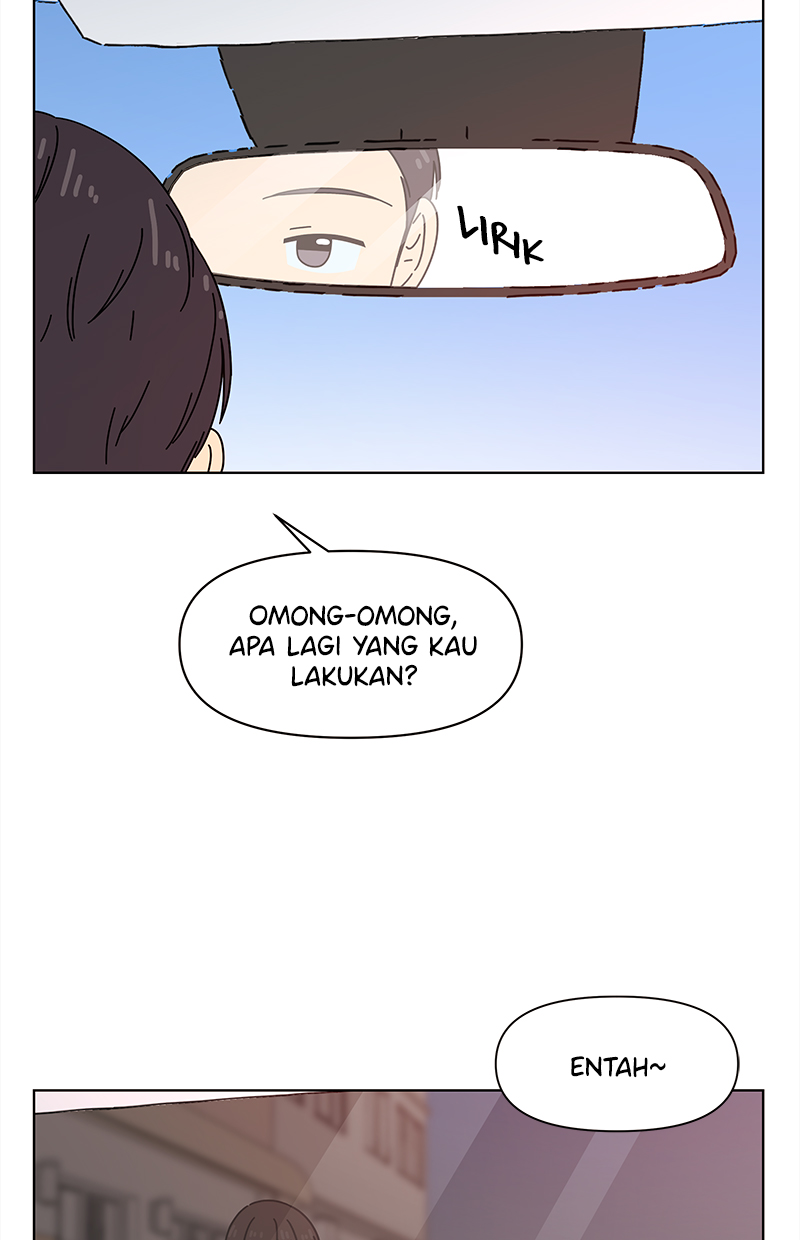 LIRIK
OMONG-OMONG,
APA LAGI YANG KAU
LAKUKAN?
ENTAH~